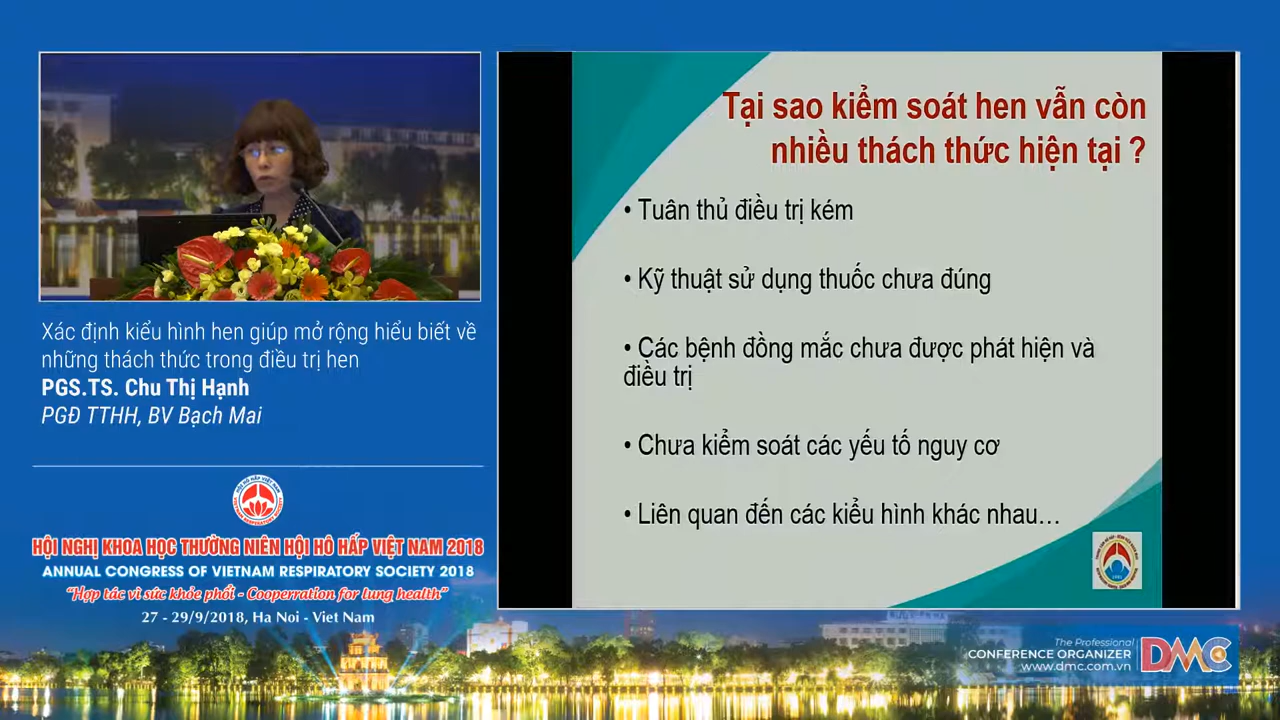 Xác định kiểu hình hen giúp mở rộng hiểu biết về
những thách thức trong điều trị hen
PGS.TS. Chu Thị Hạnh
PGĐ TTHH, BV Bạch Mai
HỘI NGHỊ KHOA HỌC THƯỜNG NIÊN HỘI HÔ HẤP VIỆT NAM 2018
ANNUAL CONGRESS OF VIETNAM RESPIRATORY SOCIETY 2018
“Hợp tác vì sức khỏe phổi - Cooperration for lung health”
27 - 29/9/2018, Ha Noi - Viet Nam
Tại sao kiểm soát hen vẫn còn
nhiều thách thức hiện tại ?
• Tuân thủ điều trị kém
• Kỹ thuật sử dụng thuốc chưa đúng
• Các bệnh đồng mắc chưa được phát hiện và
điều trị
• Chưa kiểm soát các yếu tố nguy cơ
• Liên quan đến các kiểu hình khác nhau…
The Professional
CONFERENCE ORGANIZER
www.dmc.com.vn
DMC